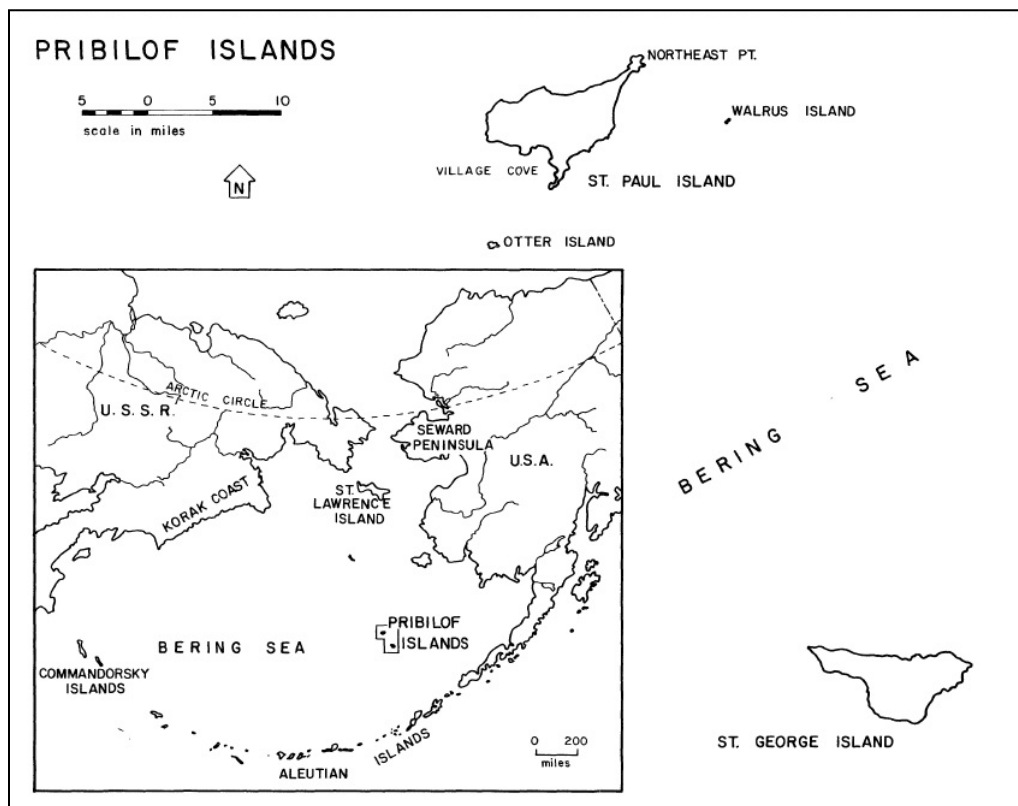 PRIBILOF ISLANDS
5 0 5 10
scale in miles
N
NORTHEAST PT.
WALRUS ISLAND
VILLAGE COVE
ST. PAUL ISLAND
OTTER ISLAND
BERING SEA
ST. GEORGE ISLAND
ARCTIC CIRCLE
U.S.S.R.
SEWARD
PENINSULA
U.S.A.
ST.
LAWRENCE
ISLAND
KORAK COAST
PRIBILOF
ISLANDS
BERING SEA
COMMANDORSKY
ISLANDS
ALEUTIAN ISLANDS
0 200
miles